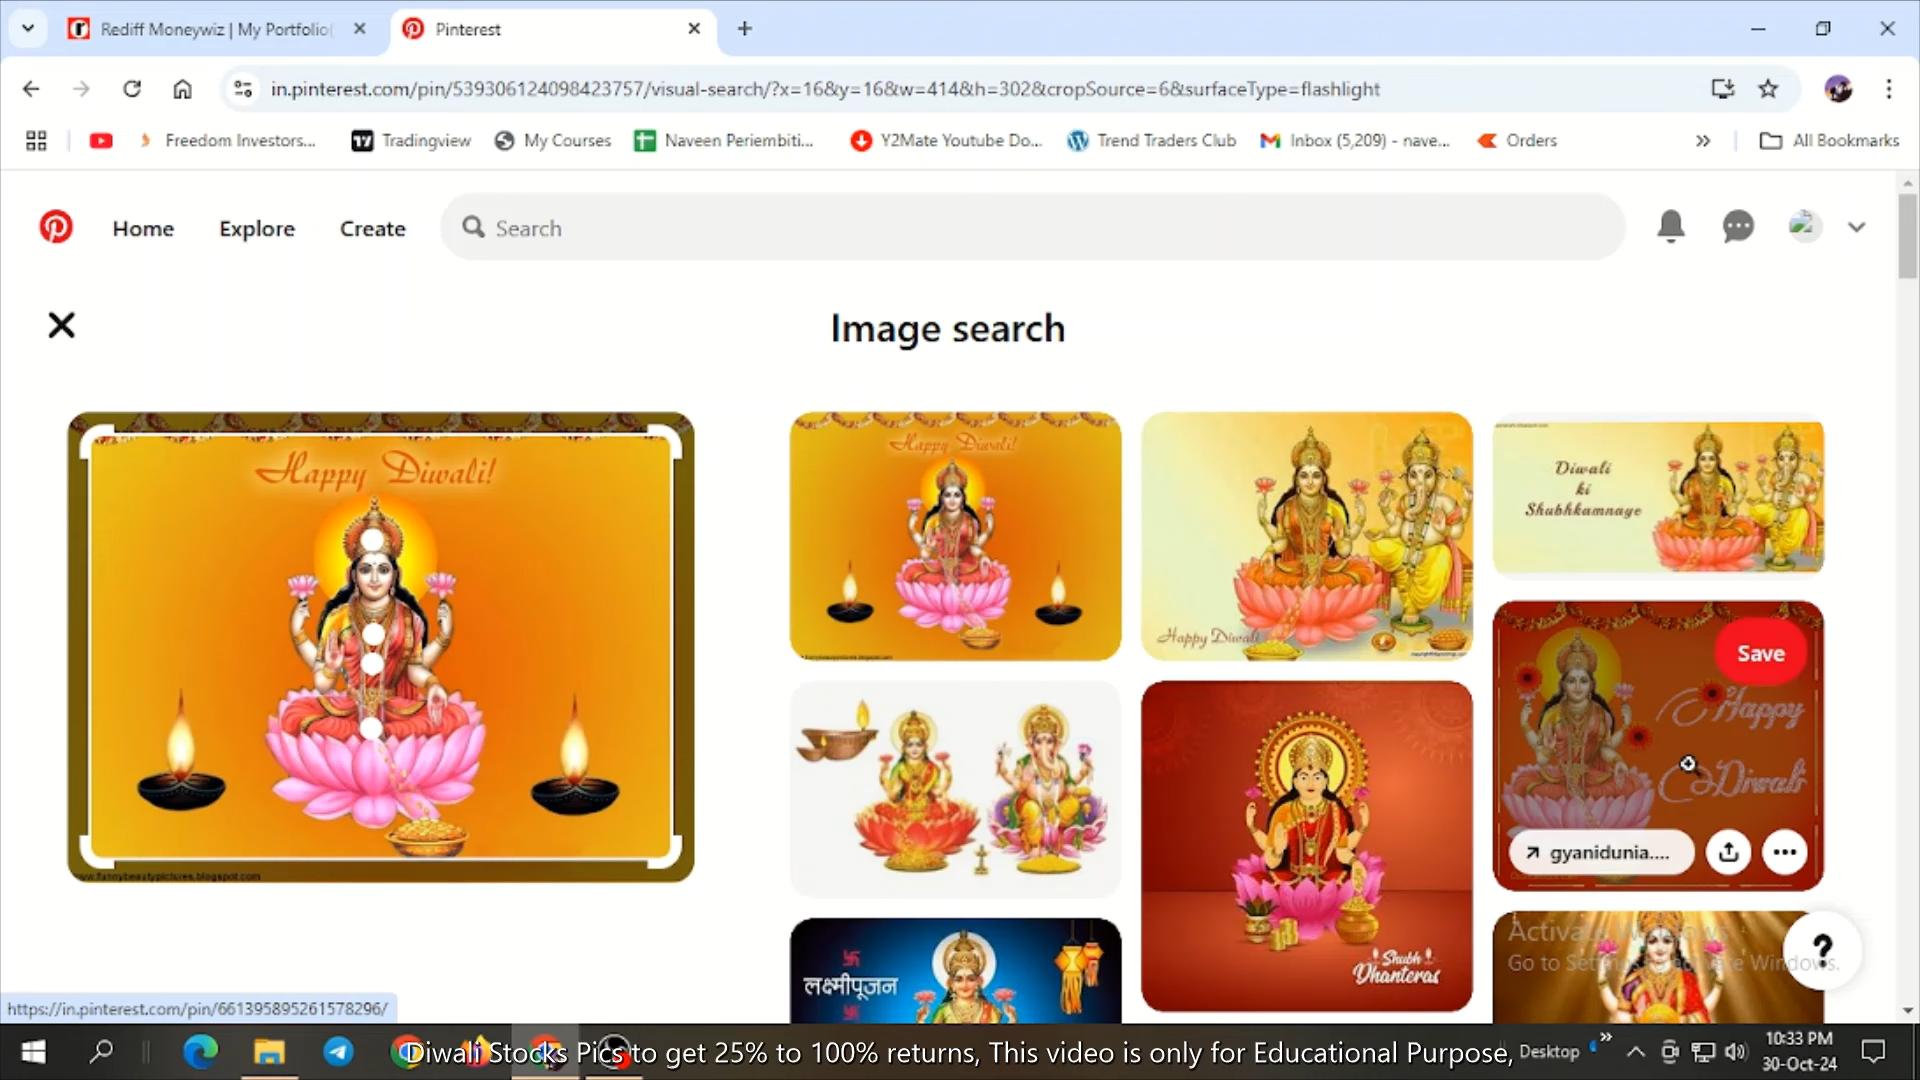 Rediff Moneywiz | My Portfolio(
Pinterest
in.pinterest.com/pin/539306124098423757/visual-search/?x=16&y=16&w=414&h=302&cropSource=6&surfaceType=flashlight
Freedom Investors...
Tradingview
My Courses
Naveen Periembiti...
Y2Mate Youtube Do...
Trend Traders Club
Inbox (5,209) - nave...
Orders
All Bookmarks
Home
Explore
Create
Search
Image search
Happy Diwali!
www.funnybeautypictures.blogspot.com
Happy Diwali!
Happy Diwali
Diwali
ki
Shubhkamnaye
Save
Happy
Diwali
gyanidunia....
Shubh
Dhanteras
लक्ष्मीपूजन
Activate Windows
Go to Settings to activate Windows.
https://in.pinterest.com/pin/661395895261578296/
Diwali Stocks Pics to get 25% to 100% returns, This video is only for Educational Purpose,
Desktop
10:33 PM
30-Oct-24